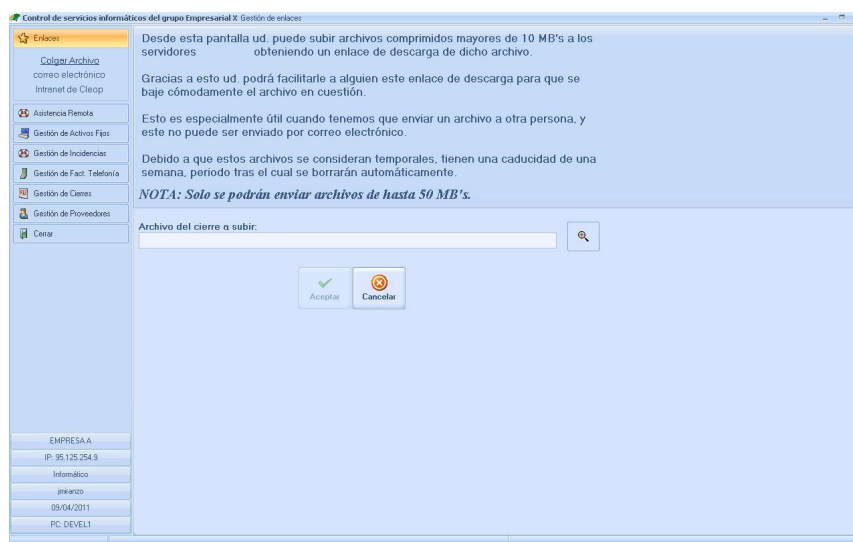 Control de servicios informáticos del grupo Empresarial X Gestión de enlaces
Enlaces
Colgar Archivo
correo electrónico
Intranet de Cleop
Asistencia Remota
Gestión de Activos Fijos
Gestión de Incidencias
Gestión de Fact. Telefonía
Gestión de Cierres
Gestión de Proveedores
Cerrar
EMPRESA A
IP: 95.125.254.9
Informático
jmiranzo
09/04/2011
PC: DEVEL1
Desde esta pantalla ud. puede subir archivos comprimidos mayores de 10 MB's a los
servidores obteniendo un enlace de descarga de dicho archivo.
Gracias a esto ud. podrá facilitarle a alguien este enlace de descarga para que se
baje cómodamente el archivo en cuestión.
Esto es especialmente útil cuando tenemos que enviar un archivo a otra persona, y
este no puede ser enviado por correo electrónico.
Debido a que estos archivos se consideran temporales, tienen una caducidad de una
semana, periodo tras el cual se borrarán automáticamente.
NOTA: Solo se podrán enviar archivos de hasta 50 MB's.
Archivo del cierre a subir:
Aceptar
Cancelar